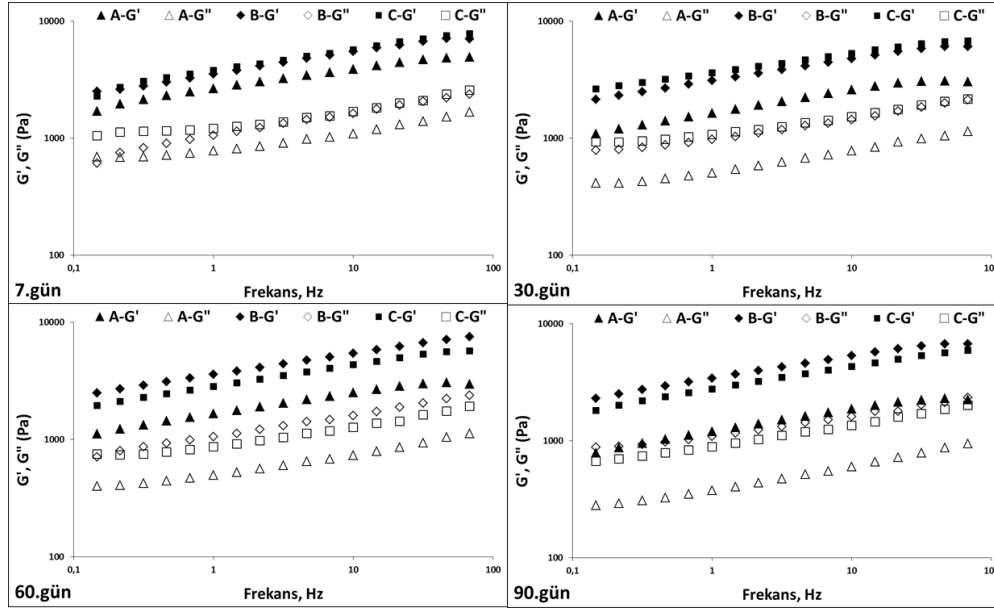 ▲A-G' △A-G" ◆B-G' ◇B-G" ■C-G' □C-G"
10000
1000
100
G', G" (Pa)
0,1 1 10 100
7.gün
Frekans, Hz
▲A-G' △A-G" ◆B-G' ◇B-G" ■C-G' □C-G"
10000
1000
100
G', G" (Pa)
0,1 1 10 100
30.gün
Frekans, Hz
▲A-G' △A-G" ◆B-G' ◇B-G" ■C-G' □C-G"
10000
1000
100
G', G" (Pa)
0,1 1 10 100
60.gün
Frekans, Hz
▲A-G' △A-G" ◆B-G' ◇B-G" ■C-G' □C-G"
10000
1000
100
G', G" (Pa)
0,1 1 10 100
90.gün
Frekans, Hz